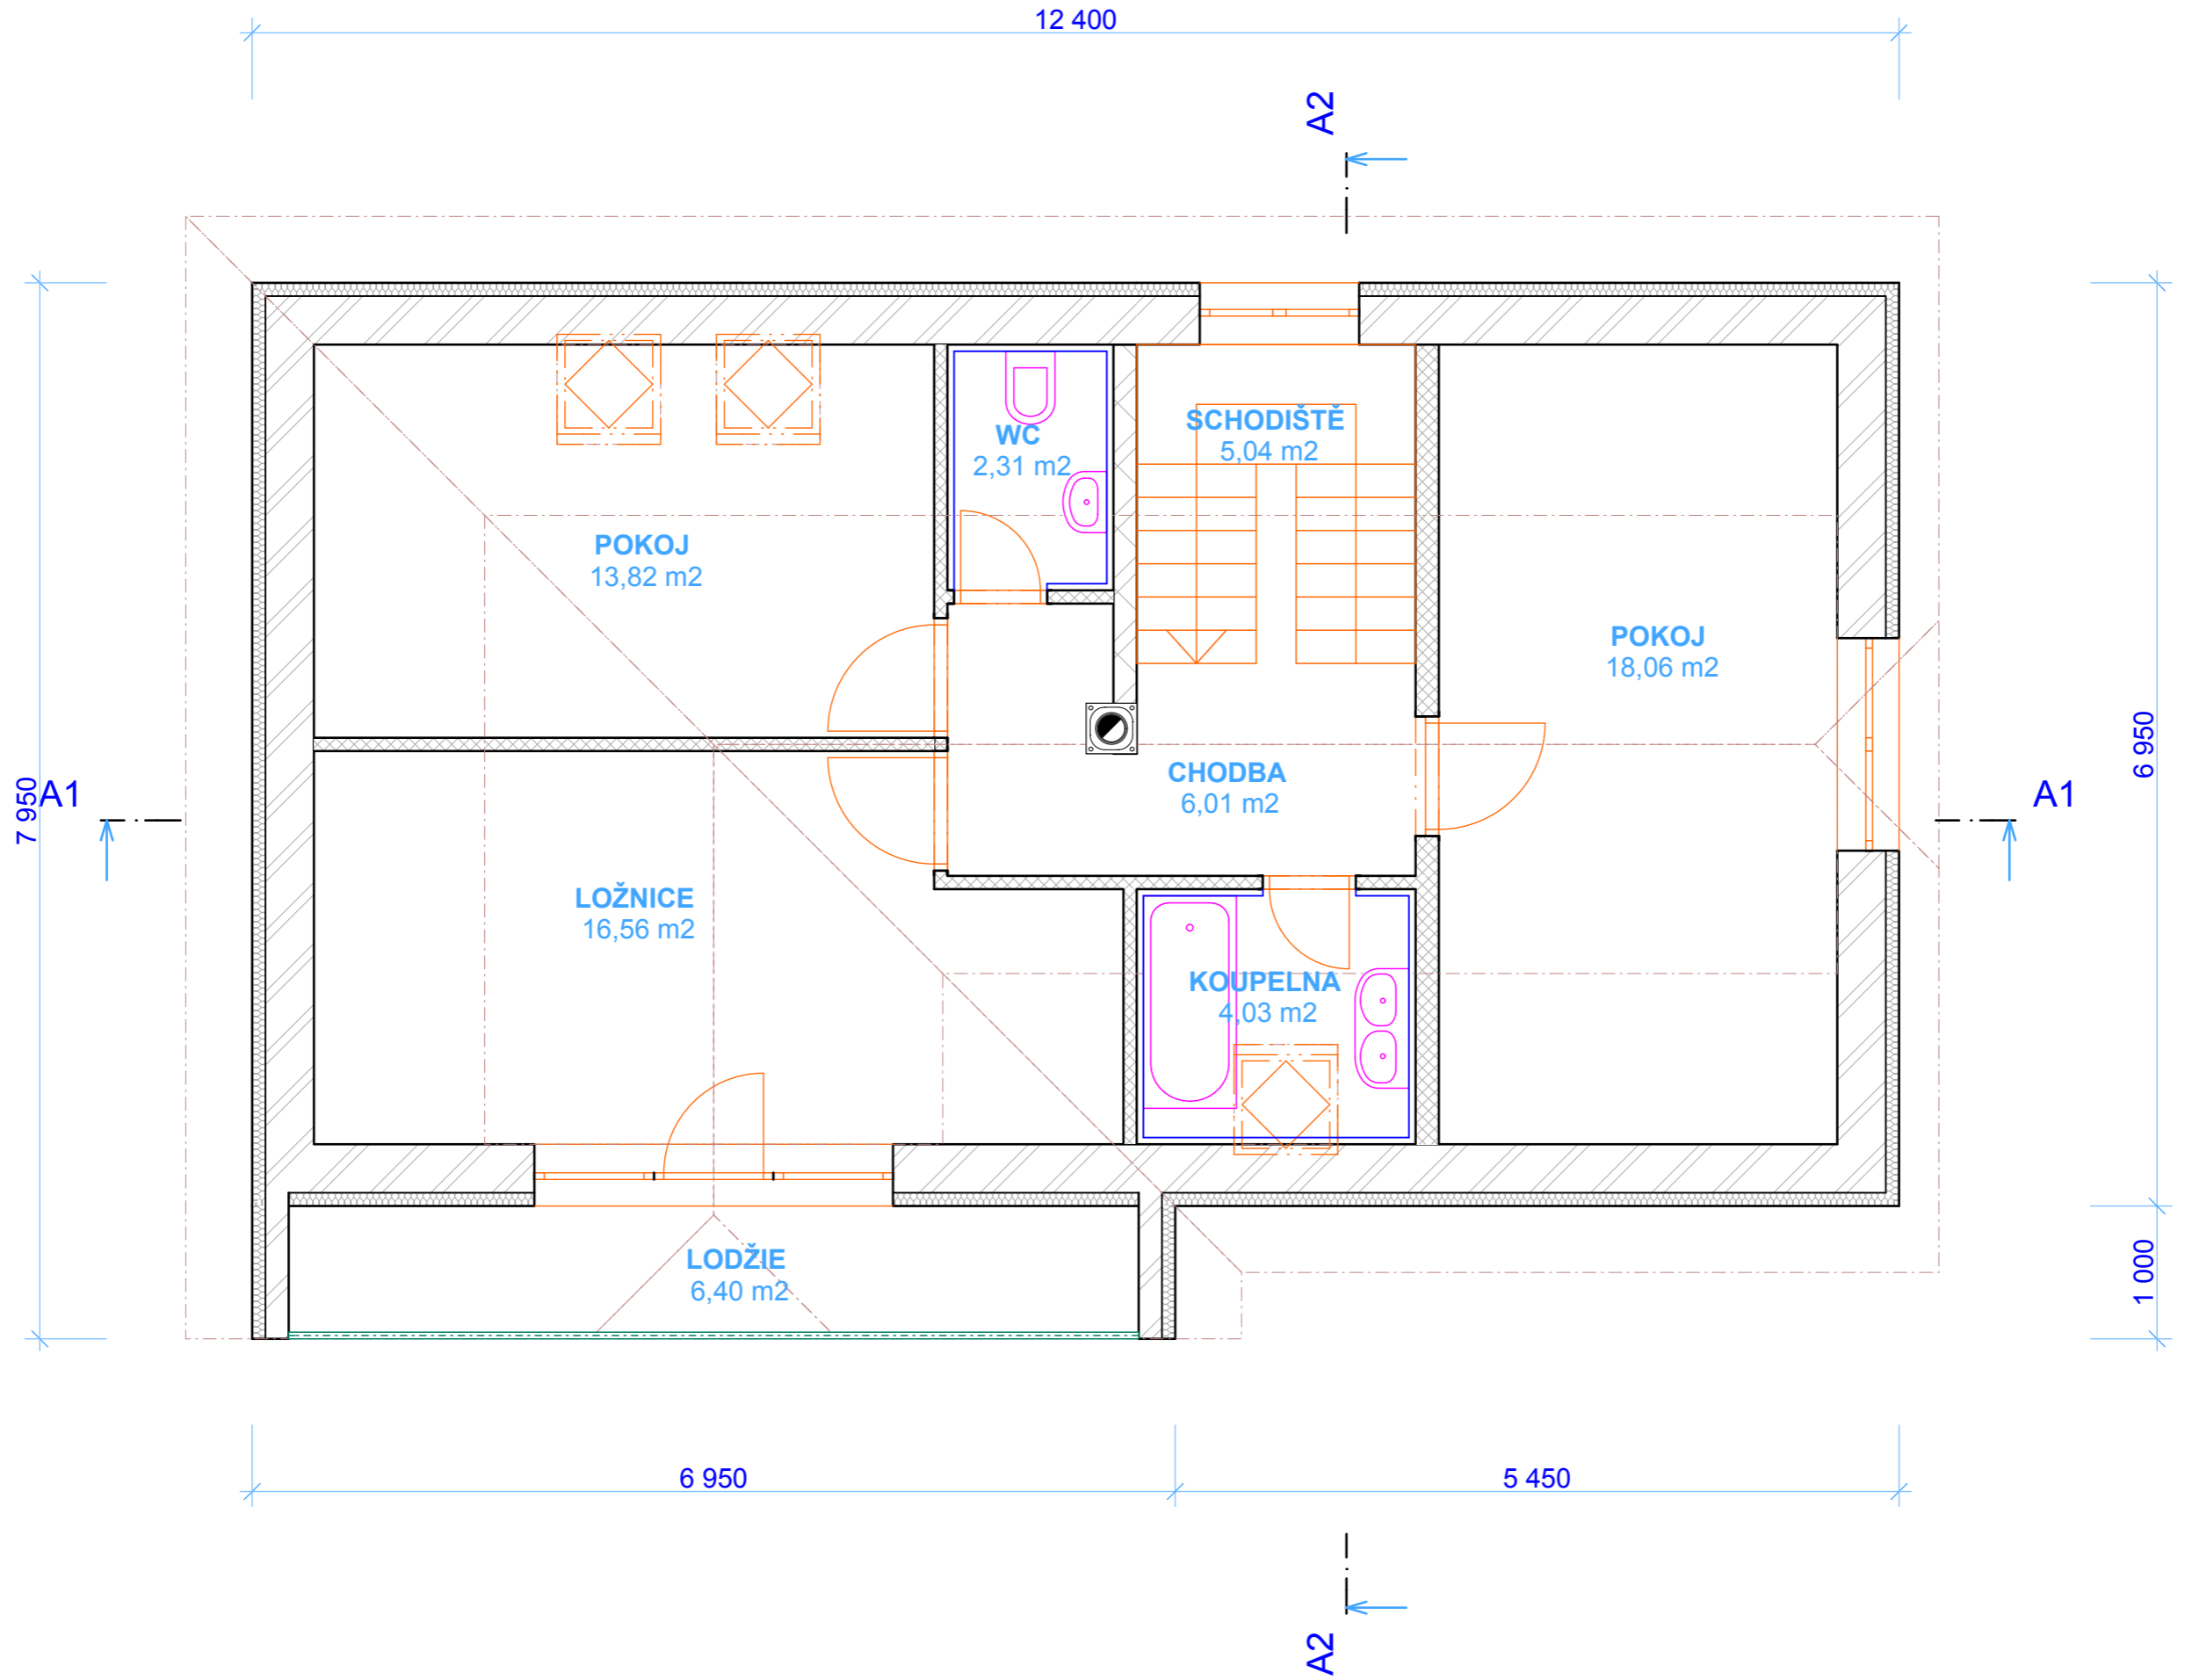 12 400
A2
SCHODIŠTĚ
5,04 m2
WC
2,31 m2
POKOJ
13,82 m2
POKOJ
18,06 m2
7 950
A1
CHODBA
6,01 m2
6 950
A1
LOŽNICE
16,56 m2
KOUPELNA
4,03 m2
LODŽIE
6,40 m2
1 000
6 950
5 450
A2